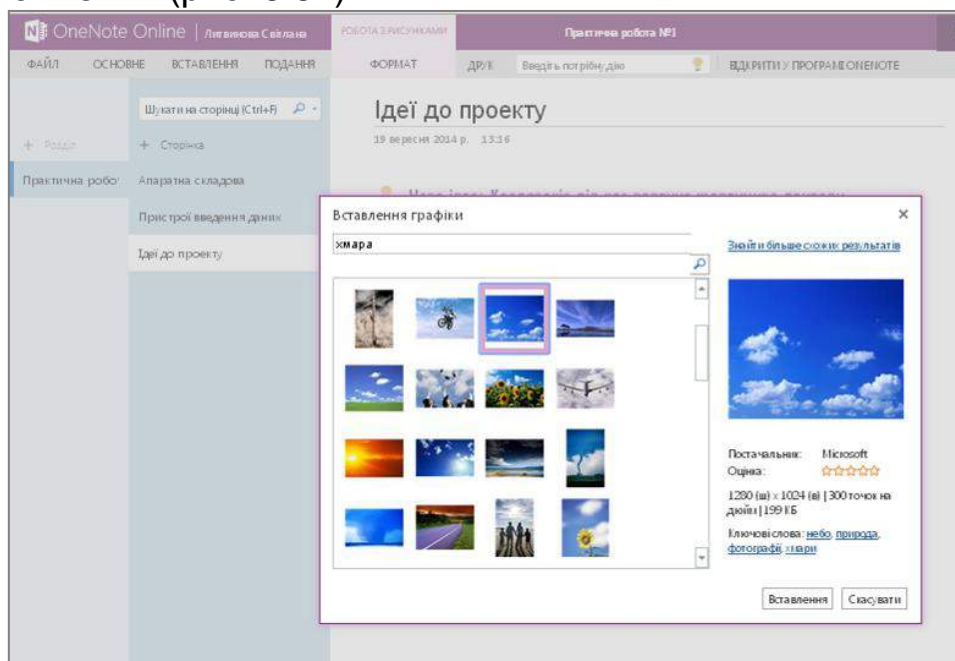 OneNote Online | Литвинова Світлана
РОБОТА З РИСУНКАМИ
Практична робота №1
ФАЙЛ ОСНОВНЕ ВСТАВЛЕННЯ ПОДАННЯ ФОРМАТ ДРУК Введіть потрібну дію ВІДКРИТИ У ПРОГРАМІ ONENOTE
Шукати на сторінці (Ctrl+F)
Ідеї до проекту
19 вересня 2014 р. 13:16
+ Розділ
+ Сторінка
Практична робот
Апаратна складова
Пристрої введення даних
Ідеї до проекту
Вставлення графіки
хмара
Знайти більше схожих результатів
Постачальник: Microsoft
Оцінка:
1280 (ш) × 1024 (в) | 300 точок на
дюйм | 199 КБ
Ключові слова: небо, природа,
фотографії, хмари
Вставлення Скасувати